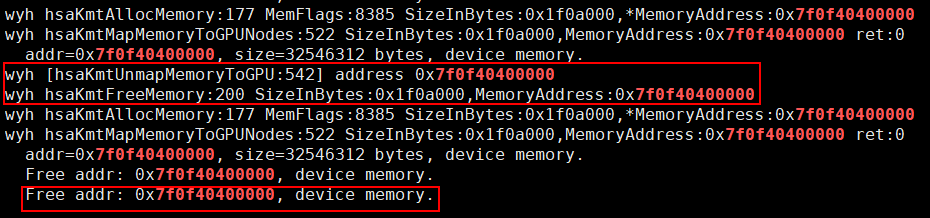 wyh hsaKmtAllocMemory:177 MemFlags:8385 SizeInBytes:0x1f0a000,*MemoryAddress:0x7f0f40400000
wyh hsaKmtMapMemoryToGPUNodes:522 SizeInBytes:0x1f0a000,MemoryAddress:0x7f0f40400000 ret:0
  addr=0x7f0f40400000, size=32546312 bytes, device memory.
wyh [hsaKmtUnmapMemoryToGPU:542] address 0x7f0f40400000
wyh hsaKmtFreeMemory:200 SizeInBytes:0x1f0a000,MemoryAddress:0x7f0f40400000
wyh hsaKmtAllocMemory:177 MemFlags:8385 SizeInBytes:0x1f0a000,*MemoryAddress:0x7f0f40400000
wyh hsaKmtMapMemoryToGPUNodes:522 SizeInBytes:0x1f0a000,MemoryAddress:0x7f0f40400000 ret:0
  addr=0x7f0f40400000, size=32546312 bytes, device memory.
  Free addr: 0x7f0f40400000, device memory.
  Free addr: 0x7f0f40400000, device memory.